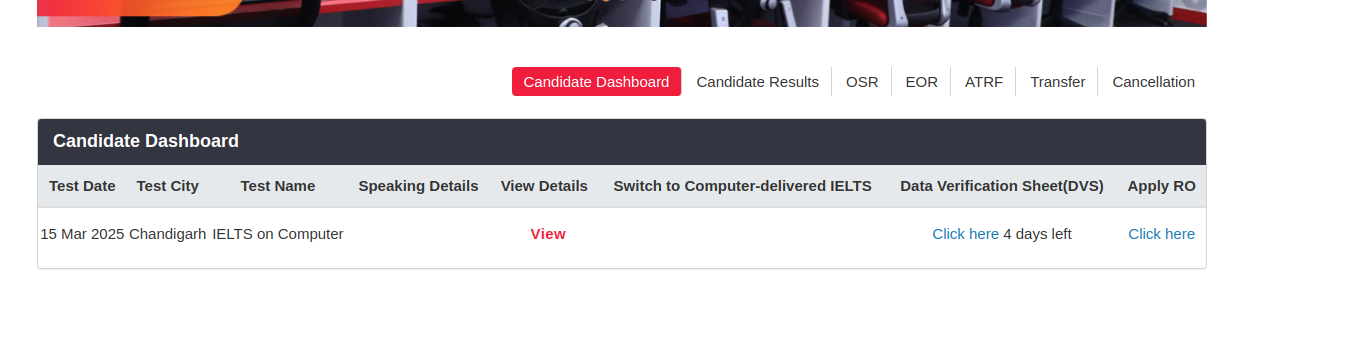 Candidate Dashboard Candidate Results OSR EOR ATRF Transfer Cancellation
Candidate Dashboard
Test Date Test City Test Name Speaking Details View Details Switch to Computer-delivered IELTS Data Verification Sheet(DVS) Apply RO
15 Mar 2025 Chandigarh IELTS on Computer View Click here 4 days left Click here